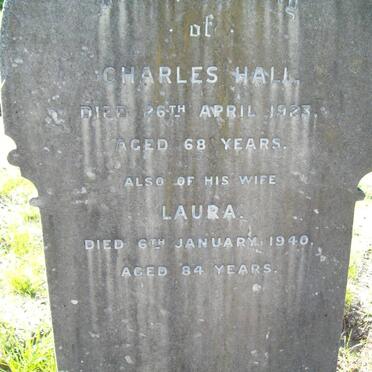 of
CHARLES HALL.
DIED 26TH APRIL 1923.
AGED 68 YEARS.
ALSO OF HIS WIFE
LAURA.
DIED 6TH JANUARY 1940.
AGED 84 YEARS.